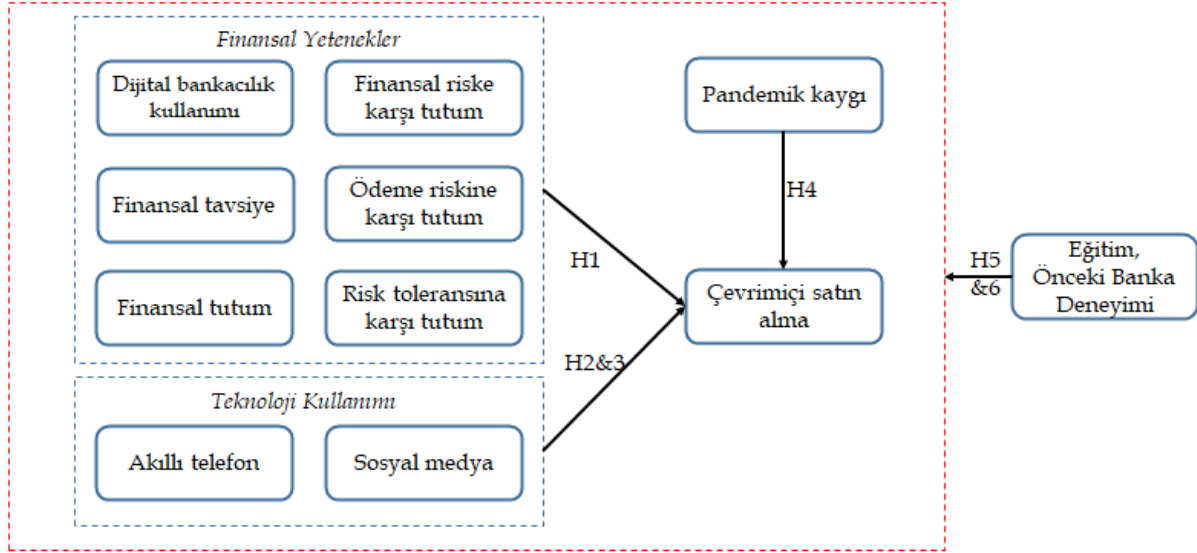 Finansal Yetenekler
Dijital bankacılık
kullanımı
Finansal riske
karşı tutum
Finansal tavsiye
Ödeme riskine
karşı tutum
Finansal tutum
Risk toleransına
karşı tutum
Teknoloji Kullanımı
Akıllı telefon
Sosyal medya
H1
H2&3
Pandemik kaygı
H4
Çevrimiçi satın
alma
H5
&6
Eğitim,
Önceki Banka
Deneyimi